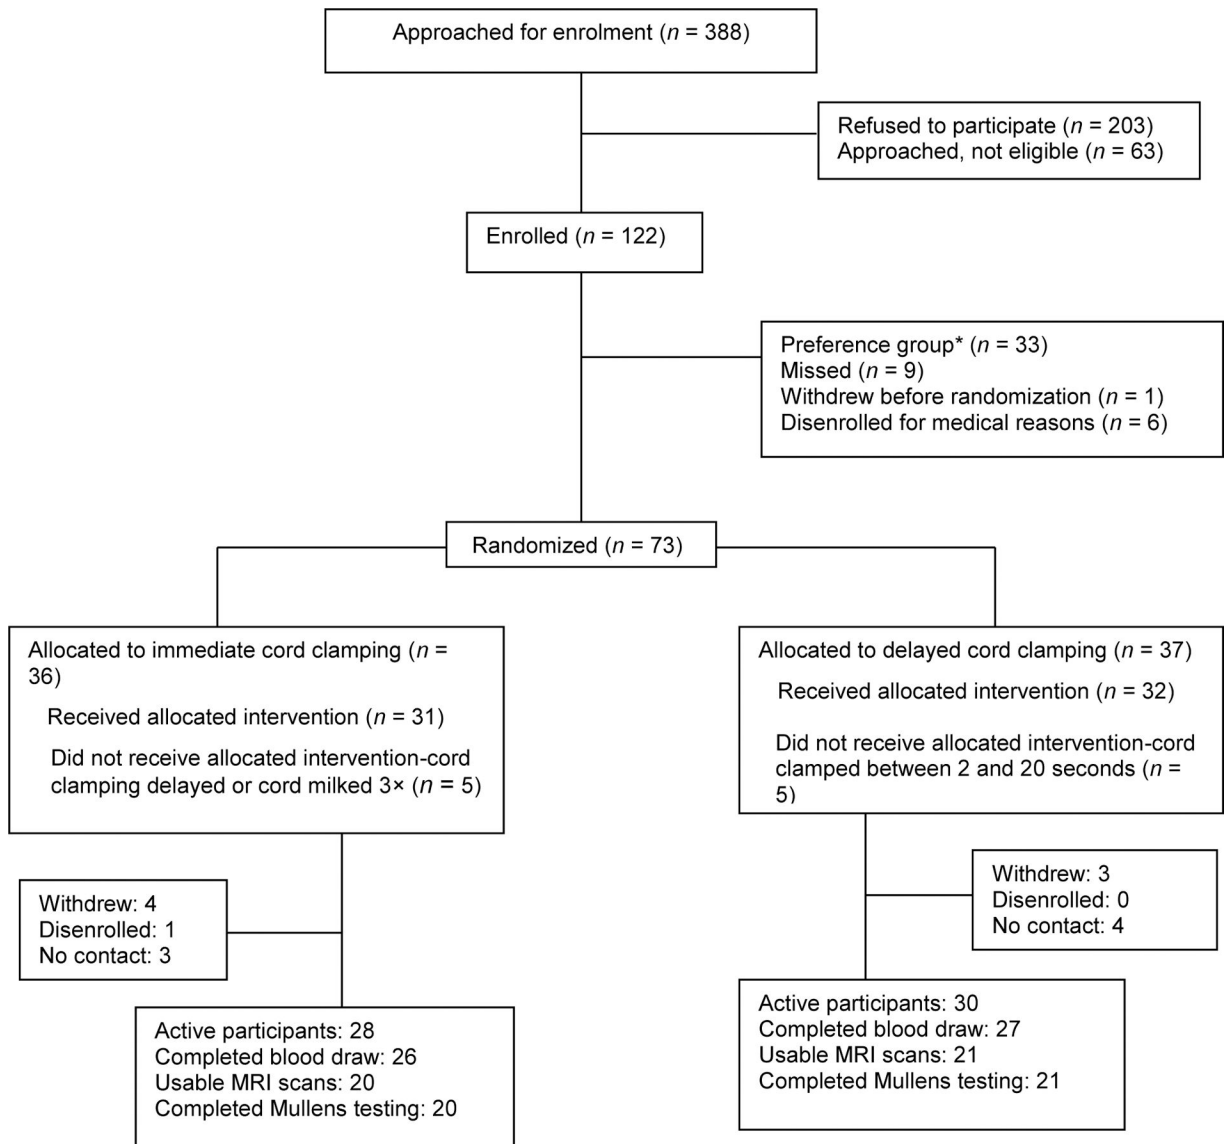 Approached for enrolment (n = 388)
Refused to participate (n = 203)
Approached, not eligible (n = 63)
Enrolled (n = 122)
Preference group* (n = 33)
Missed (n = 9)
Withdrew before randomization (n = 1)
Disenrolled for medical reasons (n = 6)
Randomized (n = 73)
Allocated to immediate cord clamping (n =
36)
Received allocated intervention (n = 31)
Did not receive allocated intervention-cord
clamping delayed or cord milked 3× (n = 5)
Allocated to delayed cord clamping (n = 37)
Received allocated intervention (n = 32)
Did not receive allocated intervention-cord
clamped between 2 and 20 seconds (n =
5)
Withdrew: 4
Disenrolled: 1
No contact: 3
Withdrew: 3
Disenrolled: 0
No contact: 4
Active participants: 28
Completed blood draw: 26
Usable MRI scans: 20
Completed Mullens testing: 20
Active participants: 30
Completed blood draw: 27
Usable MRI scans: 21
Completed Mullens testing: 21